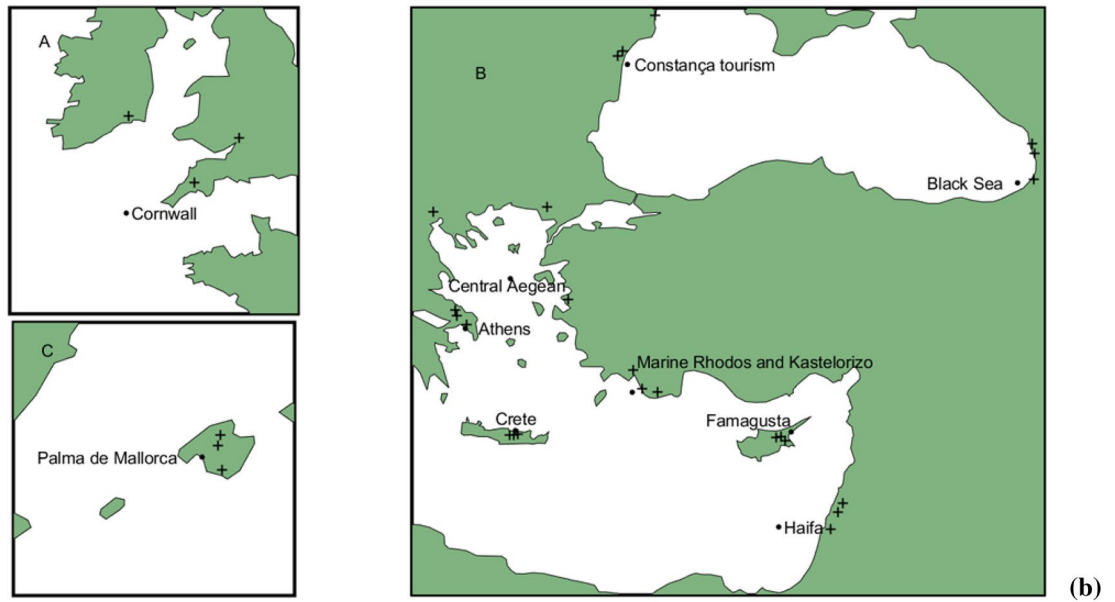 A
Cornwall
B
Constança tourism
Black Sea
Central Aegean
Athens
Marine Rhodos and Kastelorizo
Crete
Famagusta
Haifa
C
Palma de Mallorca
(b)